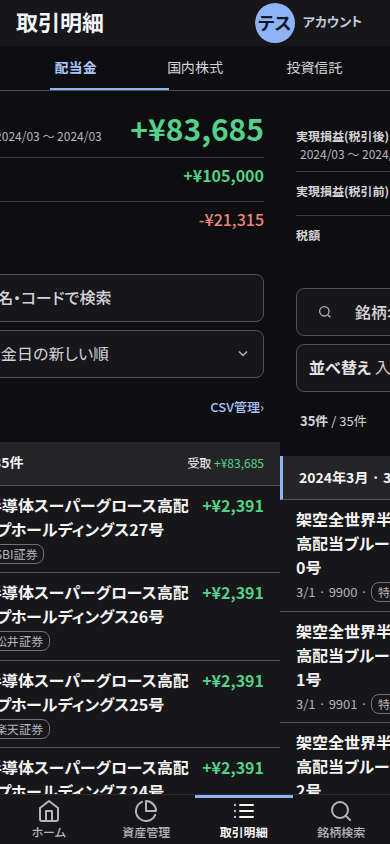 取引明細
テス アカウント
配当金 国内株式 投資信託
2024/03 〜 2024/03 +¥83,685
+¥105,000
-¥21,315
名・コードで検索
金日の新しい順
CSV管理›
35件 受取 +¥83,685
導体スーパーグロース高配 +¥2,391
プホールディングス27号
SBI証券
導体スーパーグロース高配 +¥2,391
プホールディングス26号
松井証券
導体スーパーグロース高配 +¥2,391
プホールディングス25号
楽天証券
導体スーパーグロース高配 +¥2,391
プホールディングス24号
実現損益(税引後)
2024/03 〜 2024/
実現損益(税引前)
税額
銘柄
並べ替え 入
35件 / 35件
2024年3月 · 3
架空全世界半
高配当ブルー
0号
3/1 · 9900 · 特
架空全世界半
高配当ブルー
1号
3/1 · 9901 · 特
架空全世界半
高配当ブルー
2号
ホーム 資産管理 取引明細 銘柄検索